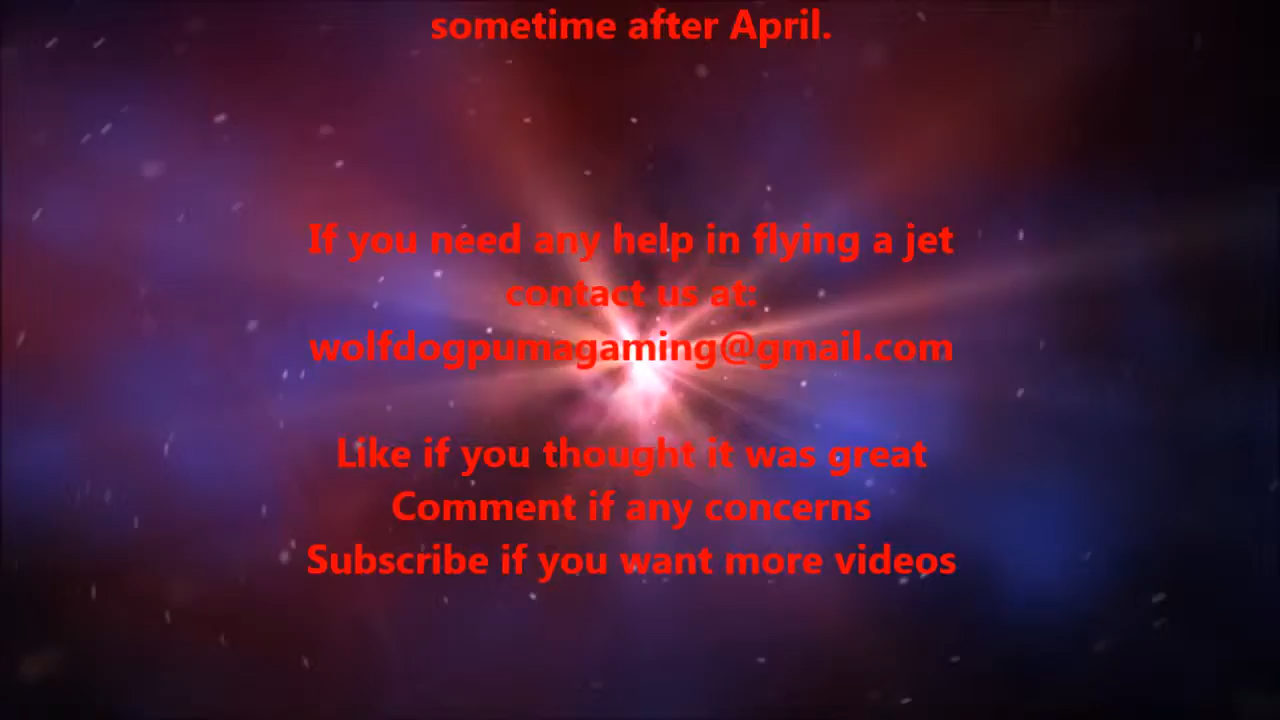 sometime after April.
If you need any help in flying a jet
contact us at:
wolfdogpumagaming@gmail.com
Like if you thought it was great
Comment if any concerns
Subscribe if you want more videos